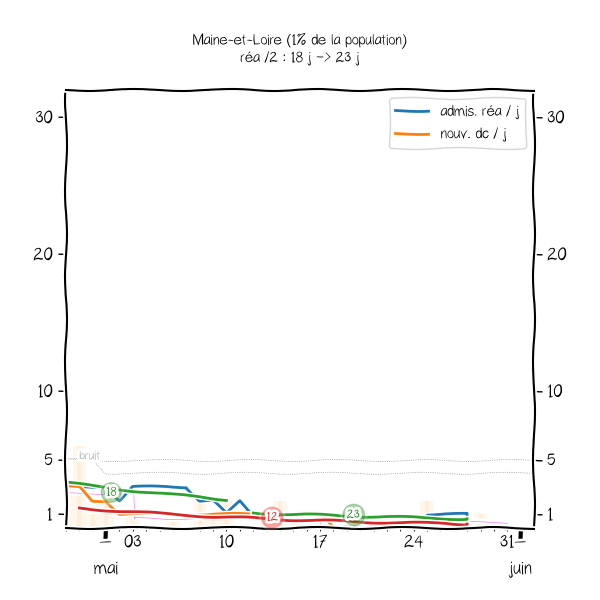 Maine-et-Loire (1% de la population)
réa /2 : 18 j -> 23 j
admis. réa / j
nouv. dc / j
30 30
20 20
10 10
5 bruit 5
18
1 12 23 1
03 10 17 24 31
mai juin